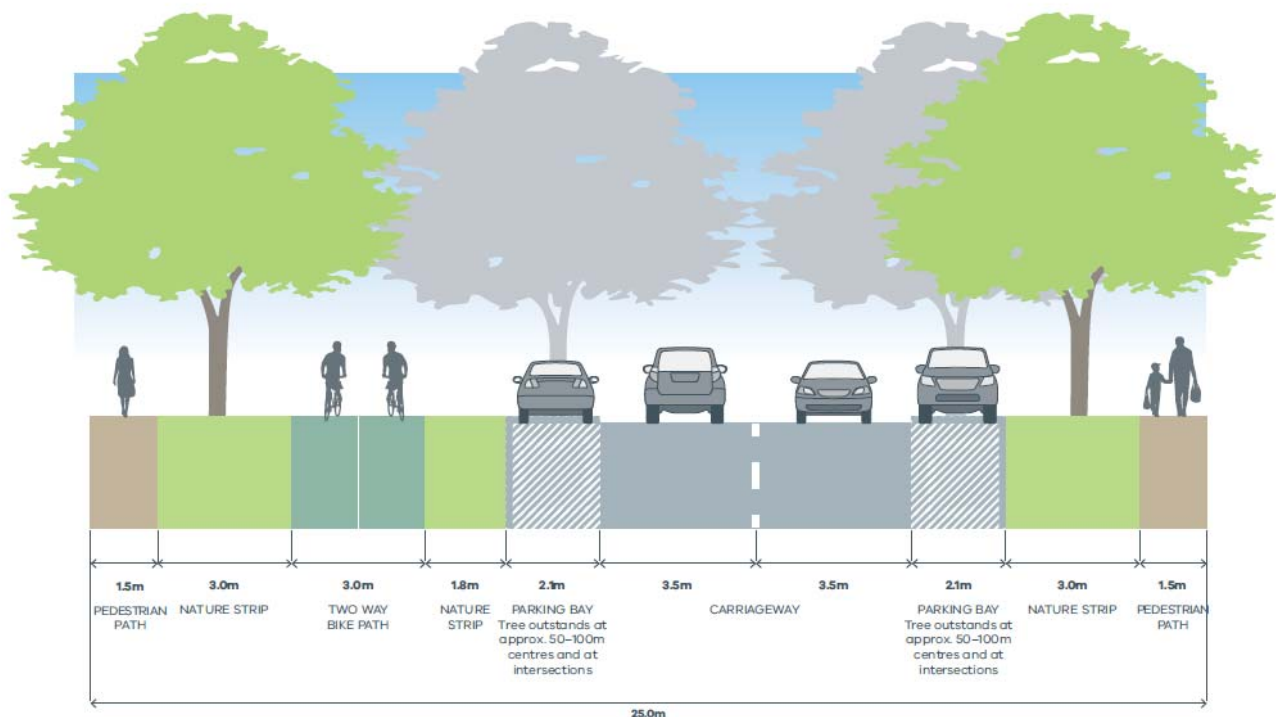 1.5m 3.0m 3.0m 1.8m 2.1m 3.5m 3.5m 2.1m 3.0m 1.5m
PEDESTRIAN
PATH
NATURE STRIP
TWO WAY
BIKE PATH
NATURE
STRIP
PARKING BAY
Tree outstands at
approx. 50–100m
centres and at
intersections
CARRIAGEWAY
PARKING BAY
Tree outstands at
approx. 50–100m
centres and at
intersections
NATURE STRIP
PEDESTRIAN
PATH
25.0m